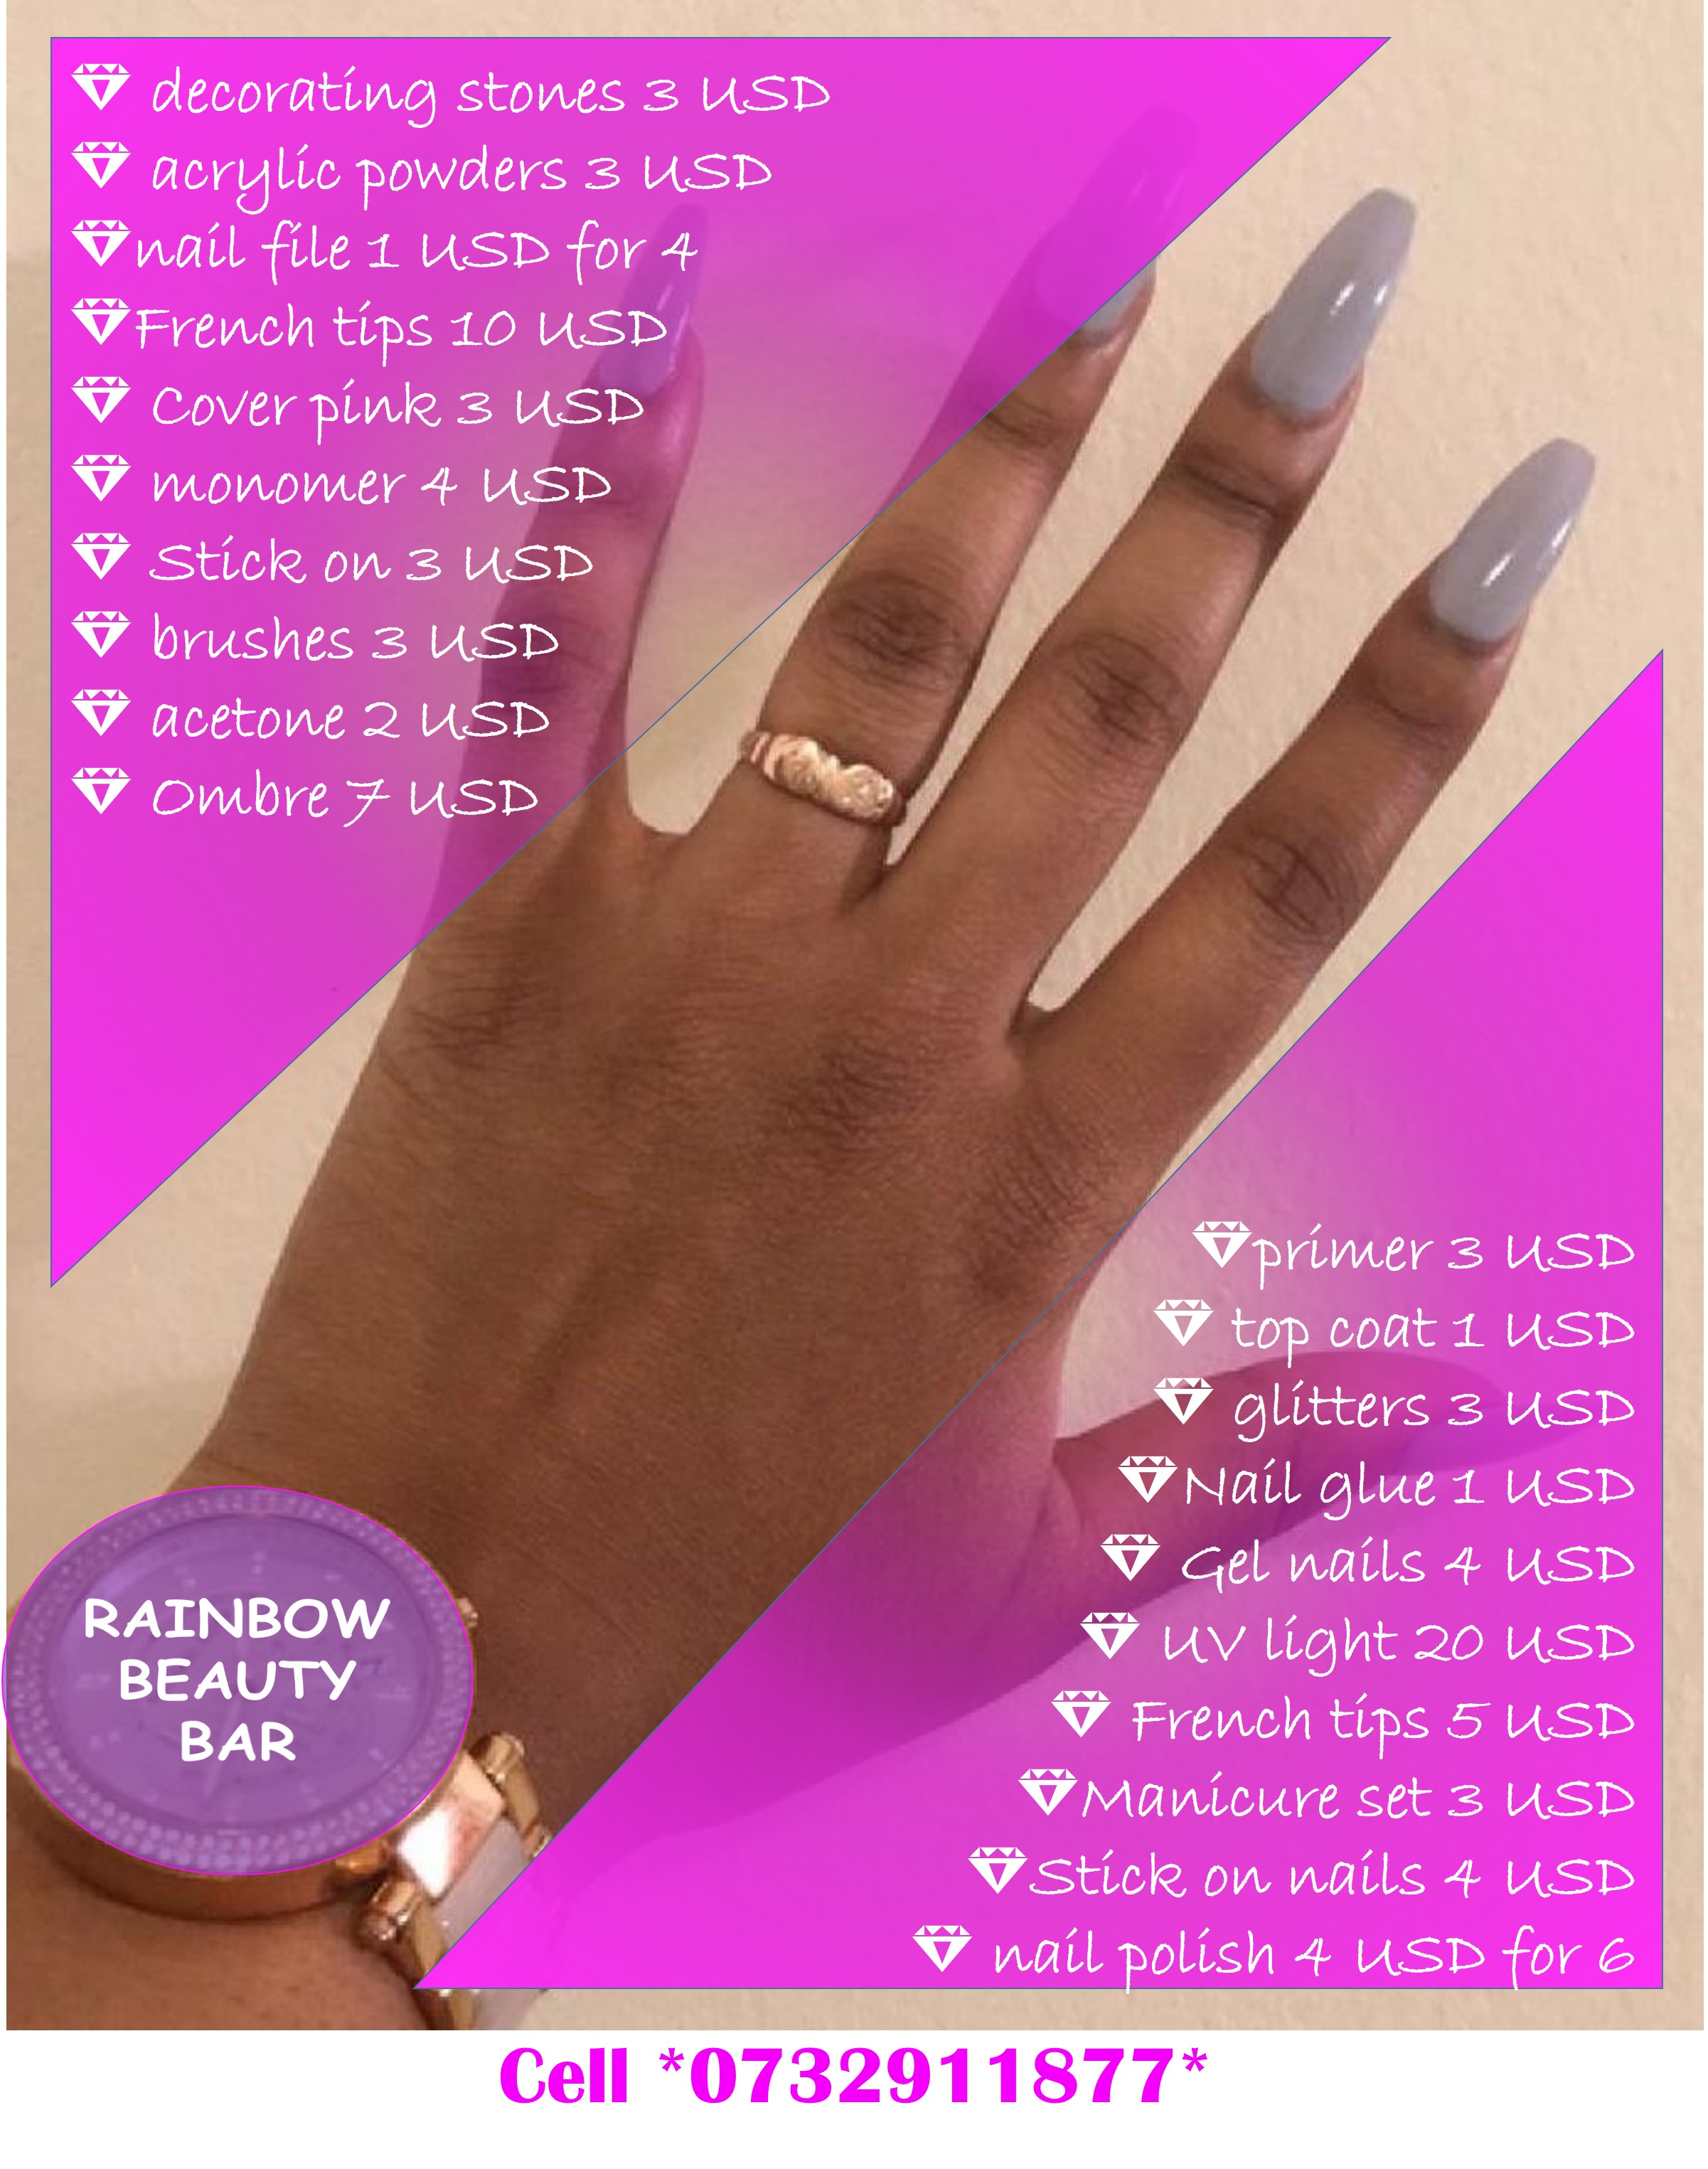 decorating stones 3 USD
acrylic powders 3 USD
nail file 1 USD for 4
French tips 10 USD
Cover pink 3 USD
monomer 4 USD
Stick on 3 USD
brushes 3 USD
acetone 2 USD
Ombre 7 USD
primer 3 USD
top coat 1 USD
glitters 3 USD
Nail glue 1 USD
Gel nails 4 USD
UV light 20 USD
French tips 5 USD
Manicure set 3 USD
Stick on nails 4 USD
nail polish 4 USD for 6
RAINBOW
BEAUTY
BAR
Cell *0732911877*